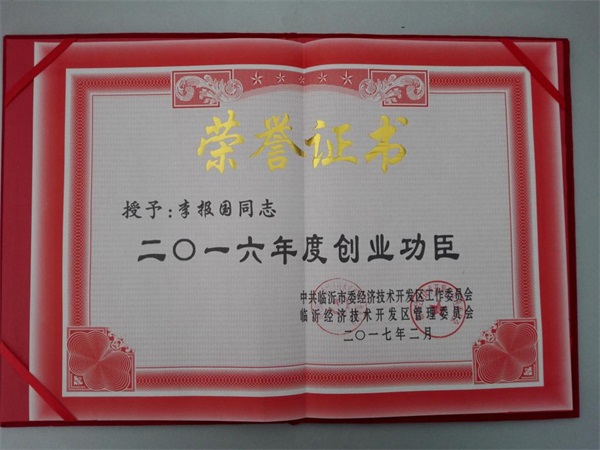 荣誉证书
授予:李报国同志
二〇一六年度创业功臣
中共临沂市委经济技术开发区工作委员会
临沂经济技术开发区管理委员会
二〇一七年二月